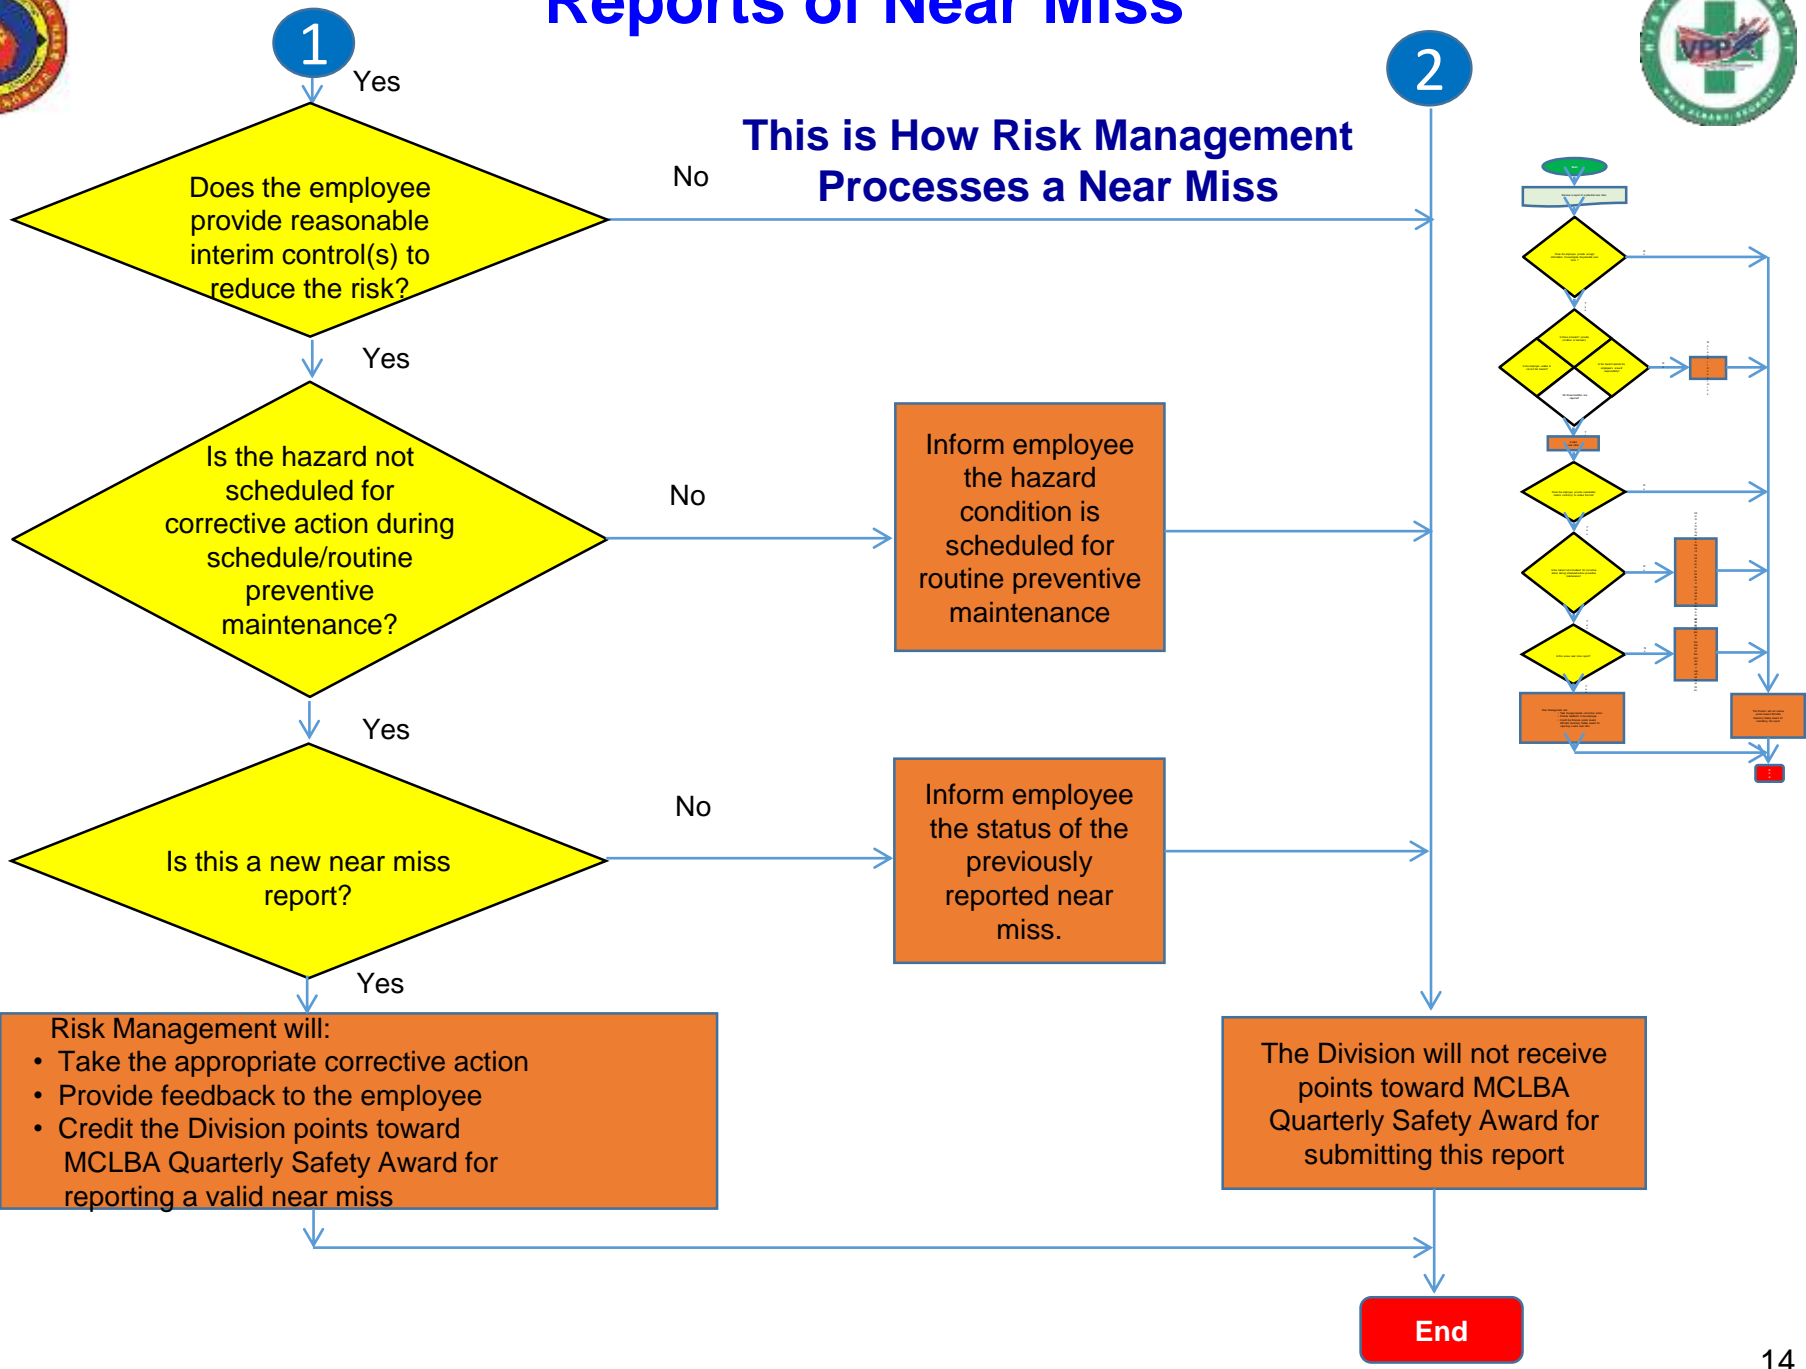 Reports of Near Miss
1
Yes
2
VPP
This is How Risk Management
Processes a Near Miss
No
Does the employee
provide reasonable
interim control(s) to
reduce the risk?
Yes
Is the hazard not
scheduled for
corrective action during
schedule/routine
preventive
maintenance?
No
Inform employee
the hazard
condition is
scheduled for
routine preventive
maintenance
Yes
Is this a new near miss
report?
No
Inform employee
the status of the
previously
reported near
miss.
Yes
Risk Management will:
• Take the appropriate corrective action
• Provide feedback to the employee
• Credit the Division points toward
MCLBA Quarterly Safety Award for
reporting a valid near miss
The Division will not receive
points toward MCLBA
Quarterly Safety Award for
submitting this report
End
14